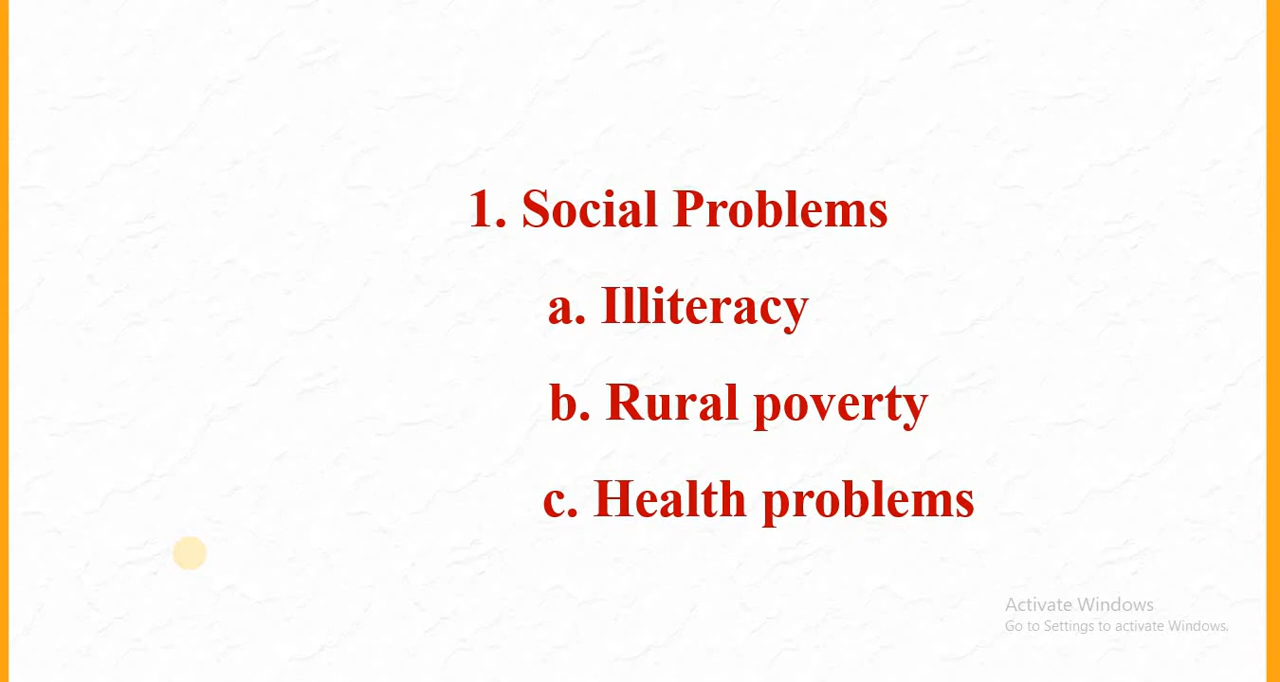 1. Social Problems
a. Illiteracy
b. Rural poverty
c. Health problems
Activate Windows
Go to Settings to activate Windows.